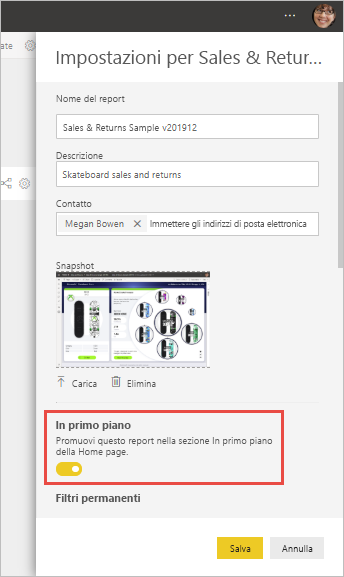 ...
ate
Impostazioni per Sales & Retur...
Nome del report
Sales & Returns Sample v201912
Descrizione
Skateboard sales and returns
Contatto
Megan Bowen
Immettere gli indirizzi di posta elettronica
Snapshot
Carica
Elimina
In primo piano
Promuovi questo report nella sezione In primo piano
della Home page.
Filtri permanenti
Salva
Annulla